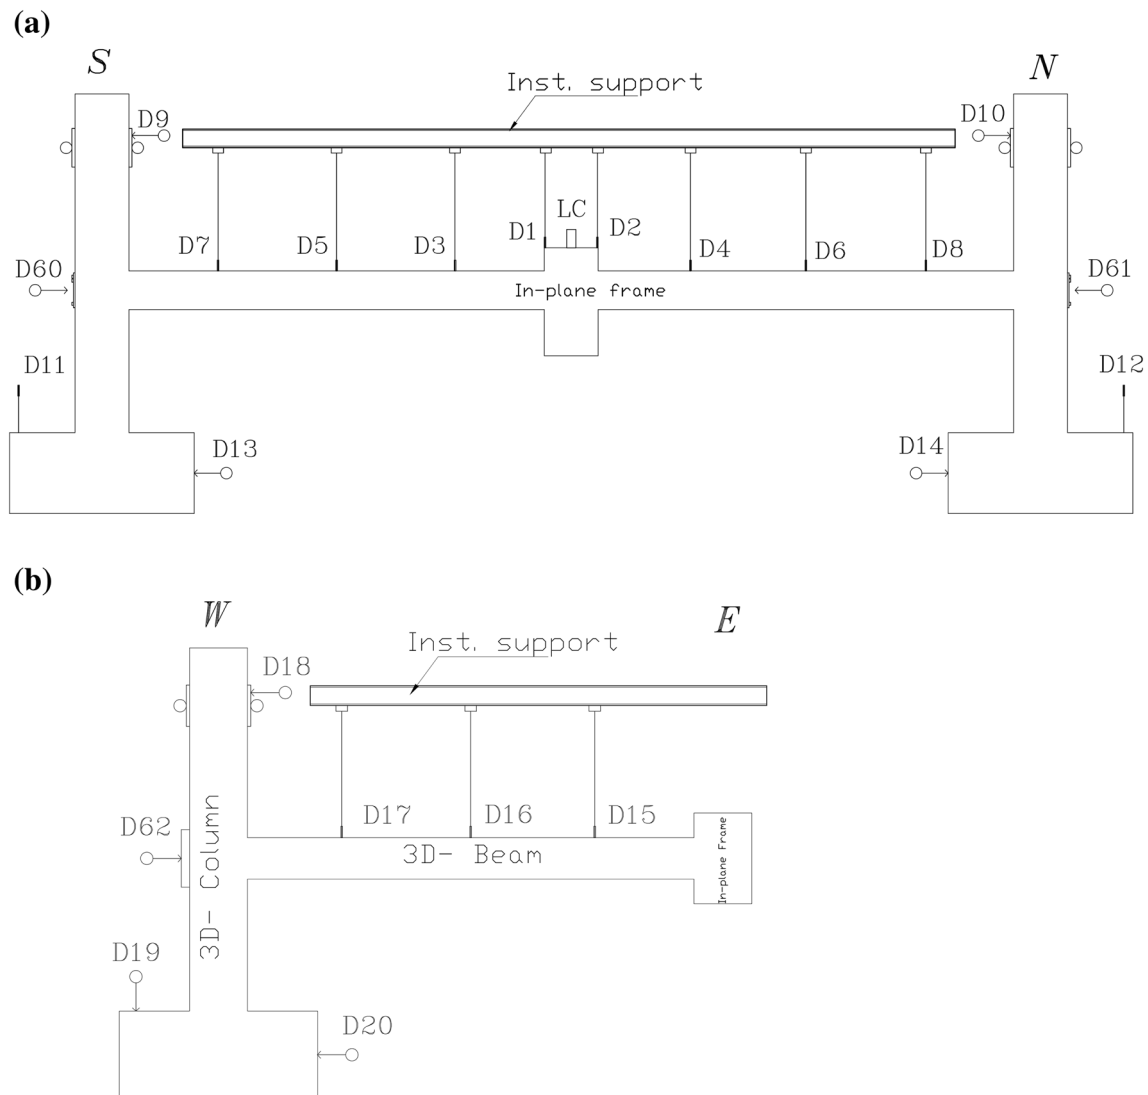 (a)
S
N
Inst. support
D9
D10
LC
D1
D2
D7
D5
D3
D4
D6
D8
D60
D61
In-plane frame
D11
D12
D13
D14
(b)
W
E
Inst. support
D18
D17
D16
D15
D62
3D- Beam
3D- Column
In-plane Frame
D19
D20